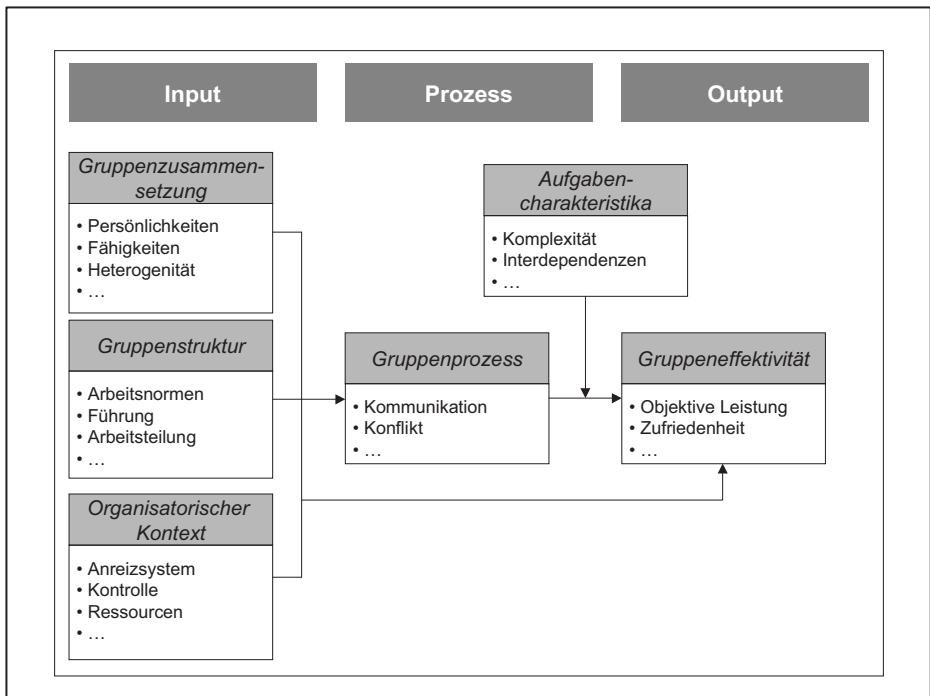 Input
Prozess
Output
Gruppenzusammen-
setzung
• Persönlichkeiten
• Fähigkeiten
• Heterogenität
• …
Aufgaben-
charakteristika
• Komplexität
• Interdependenzen
• …
Gruppenstruktur
• Arbeitsnormen
• Führung
• Arbeitsteilung
• …
Gruppenprozess
• Kommunikation
• Konflikt
• …
Gruppeneffektivität
• Objektive Leistung
• Zufriedenheit
• …
Organisatorischer
Kontext
• Anreizsystem
• Kontrolle
• Ressourcen
• …